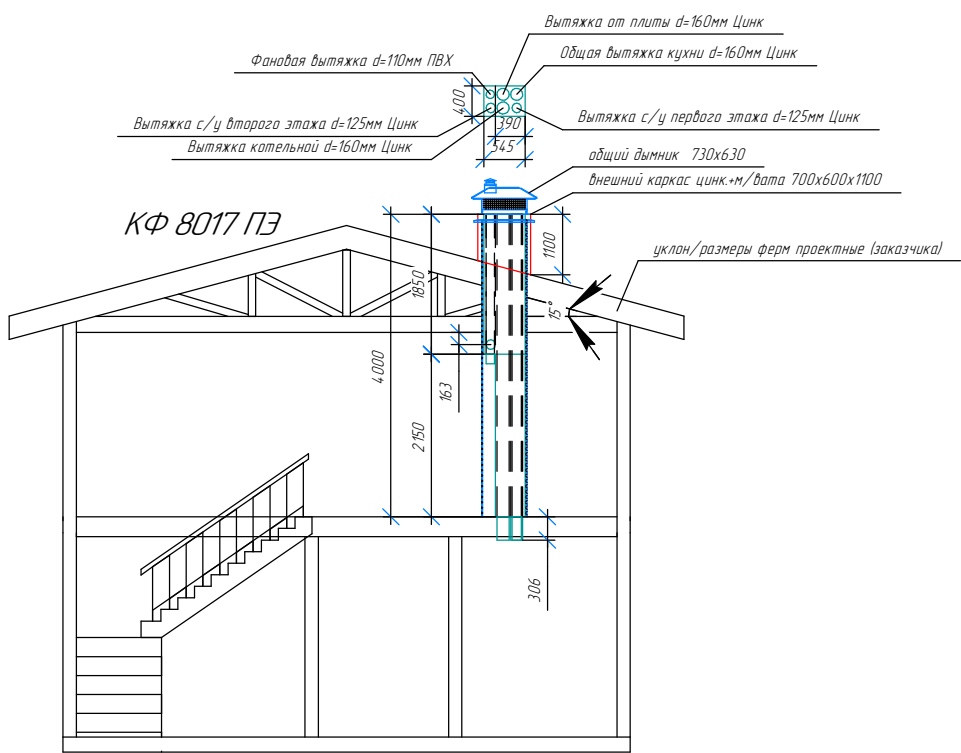 Вытяжка от плиты d=160мм Цинк
Общая вытяжка кухни d=160мм Цинк
Фановая вытяжка d=110мм ПВХ
400
Вытяжка с/у второго этажа d=125мм Цинк
390
Вытяжка с/у первого этажа d=125мм Цинк
Вытяжка котельной d=160мм Цинк
545
общий дымник 730х630
внешний каркас цинк.+м/вата 700х600х1100
КФ 8017 ПЭ
уклон/размеры ферм проектные (заказчика)
1100
1850
15°
4000
163
2150
306